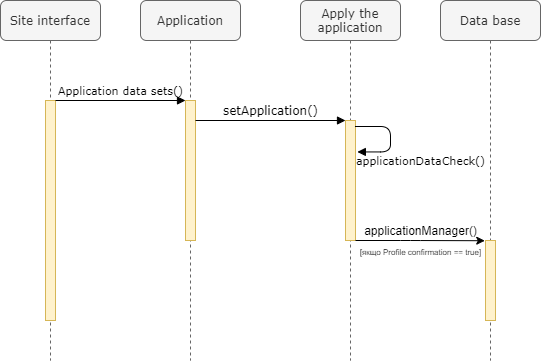 Site interface
Application
Apply the
application
Data base
Application data sets()
setApplication()
applicationDataCheck()
applicationManager()
[якщо Profile confirmation == true]